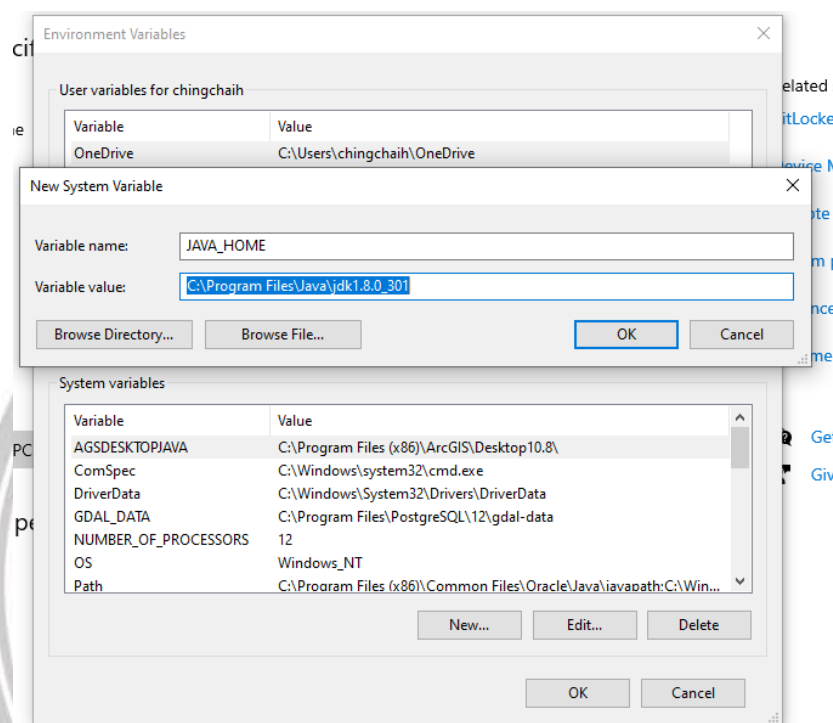 Environment Variables
User variables for chingchaih
Variable Value
OneDrive C:\Users\chingchaih\OneDrive
New System Variable
Variable name: JAVA_HOME
Variable value: C:\Program Files\Java\jdk1.8.0_301
Browse Directory... Browse File... OK Cancel
System variables
Variable Value
AGSDESKTOPJAVA C:\Program Files (x86)\ArcGIS\Desktop10.8\
ComSpec C:\Windows\system32\cmd.exe
DriverData C:\Windows\System32\Drivers\DriverData
GDAL_DATA C:\Program Files\PostgreSQL\12\gdal-data
NUMBER_OF_PROCESSORS 12
OS Windows_NT
Path C:\Program Files (x86)\Common Files\Oracle\Java\javapath;C:\Win...
New... Edit... Delete
OK Cancel
PC